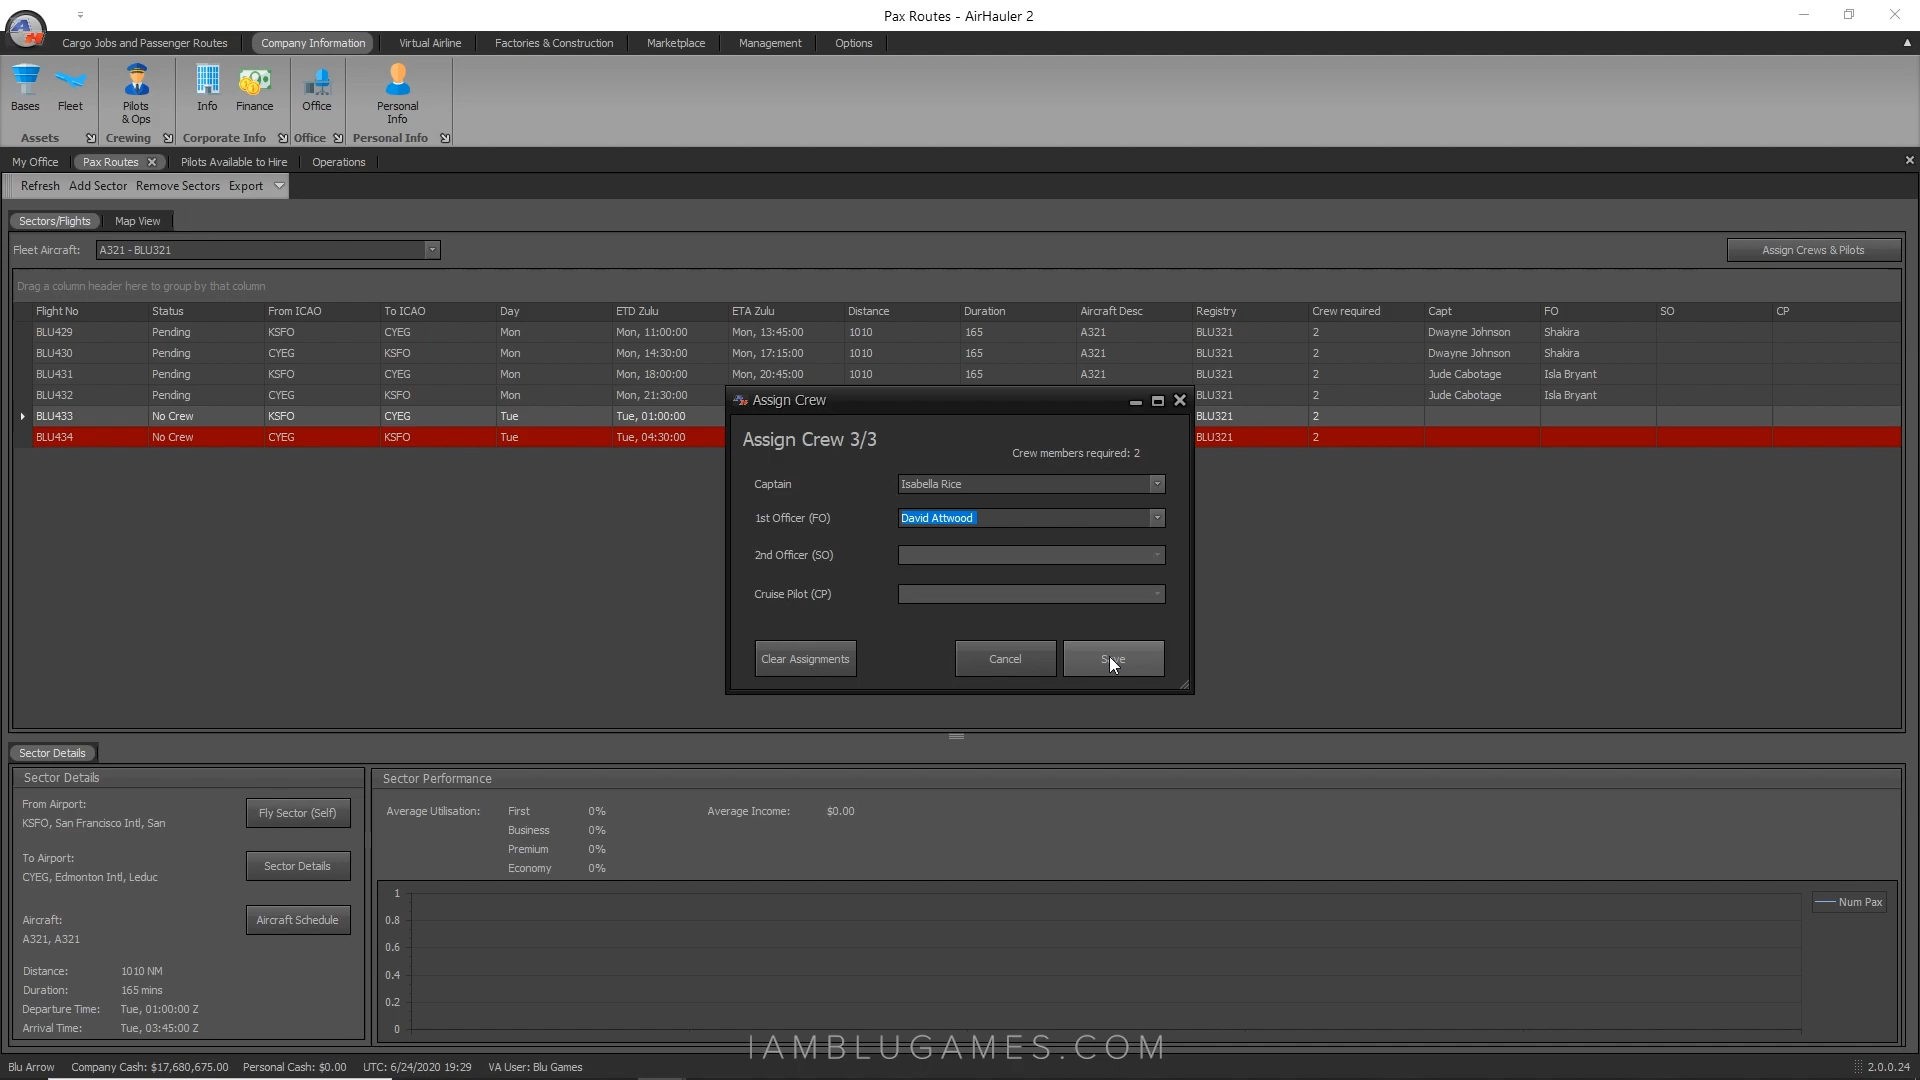 Pax Routes - AirHauler 2
Cargo Jobs and Passenger Routes Company Information Virtual Airline Factories & Construction Marketplace Management Options
Bases Fleet Pilots & Ops Info Finance Office Personal Info
Assets Crewing Corporate Info Office Personal Info
My Office Pax Routes Pilots Available to Hire Operations
Refresh Add Sector Remove Sectors Export
Sectors/Flights Map View
Fleet Aircraft: A321 - BLU321 Assign Crews & Pilots
Drag a column header here to group by that column
Flight No Status From ICAO To ICAO Day ETD Zulu ETA Zulu Distance Duration Aircraft Desc Registry Crew required Capt FO SO CP
BLU429 Pending KSFO CYEG Mon Mon, 11:00:00 Mon, 13:45:00 1010 165 A321 BLU321 2 Dwayne Johnson Shakira
BLU430 Pending CYEG KSFO Mon Mon, 14:30:00 Mon, 17:15:00 1010 165 A321 BLU321 2 Dwayne Johnson Shakira
BLU431 Pending KSFO CYEG Mon Mon, 18:00:00 Mon, 20:45:00 1010 165 A321 BLU321 2 Jude Cabotage Isla Bryant
BLU432 Pending CYEG KSFO Mon Mon, 21:30:00 BLU321 2 Jude Cabotage Isla Bryant
BLU433 No Crew KSFO CYEG Tue Tue, 01:00:00 BLU321 2
BLU434 No Crew CYEG KSFO Tue Tue, 04:30:00 BLU321 2
Assign Crew
Assign Crew 3/3
Crew members required: 2
Captain Isabella Rice
1st Officer (FO) David Attwood
2nd Officer (SO)
Cruise Pilot (CP)
Clear Assignments Cancel Save
Sector Details
Sector Details Sector Performance
From Airport:
KSFO, San Francisco Intl, San
Fly Sector (Self)
To Airport:
CYEG, Edmonton Intl, Leduc
Sector Details
Aircraft:
A321, A321
Aircraft Schedule
Distance: 1010 NM
Duration: 165 mins
Departure Time: Tue, 01:00:00 Z
Arrival Time: Tue, 03:45:00 Z
Average Utilisation: First 0% Average Income: $0.00
Business 0%
Premium 0%
Economy 0%
1
0.8
0.6
0.4
0.2
0
Num Pax
IAMBLUGAMES.COM
Blu Arrow Company Cash: $17,680,675.00 Personal Cash: $0.00 UTC: 6/24/2020 19:29 VA User: Blu Games 2.0.0.24